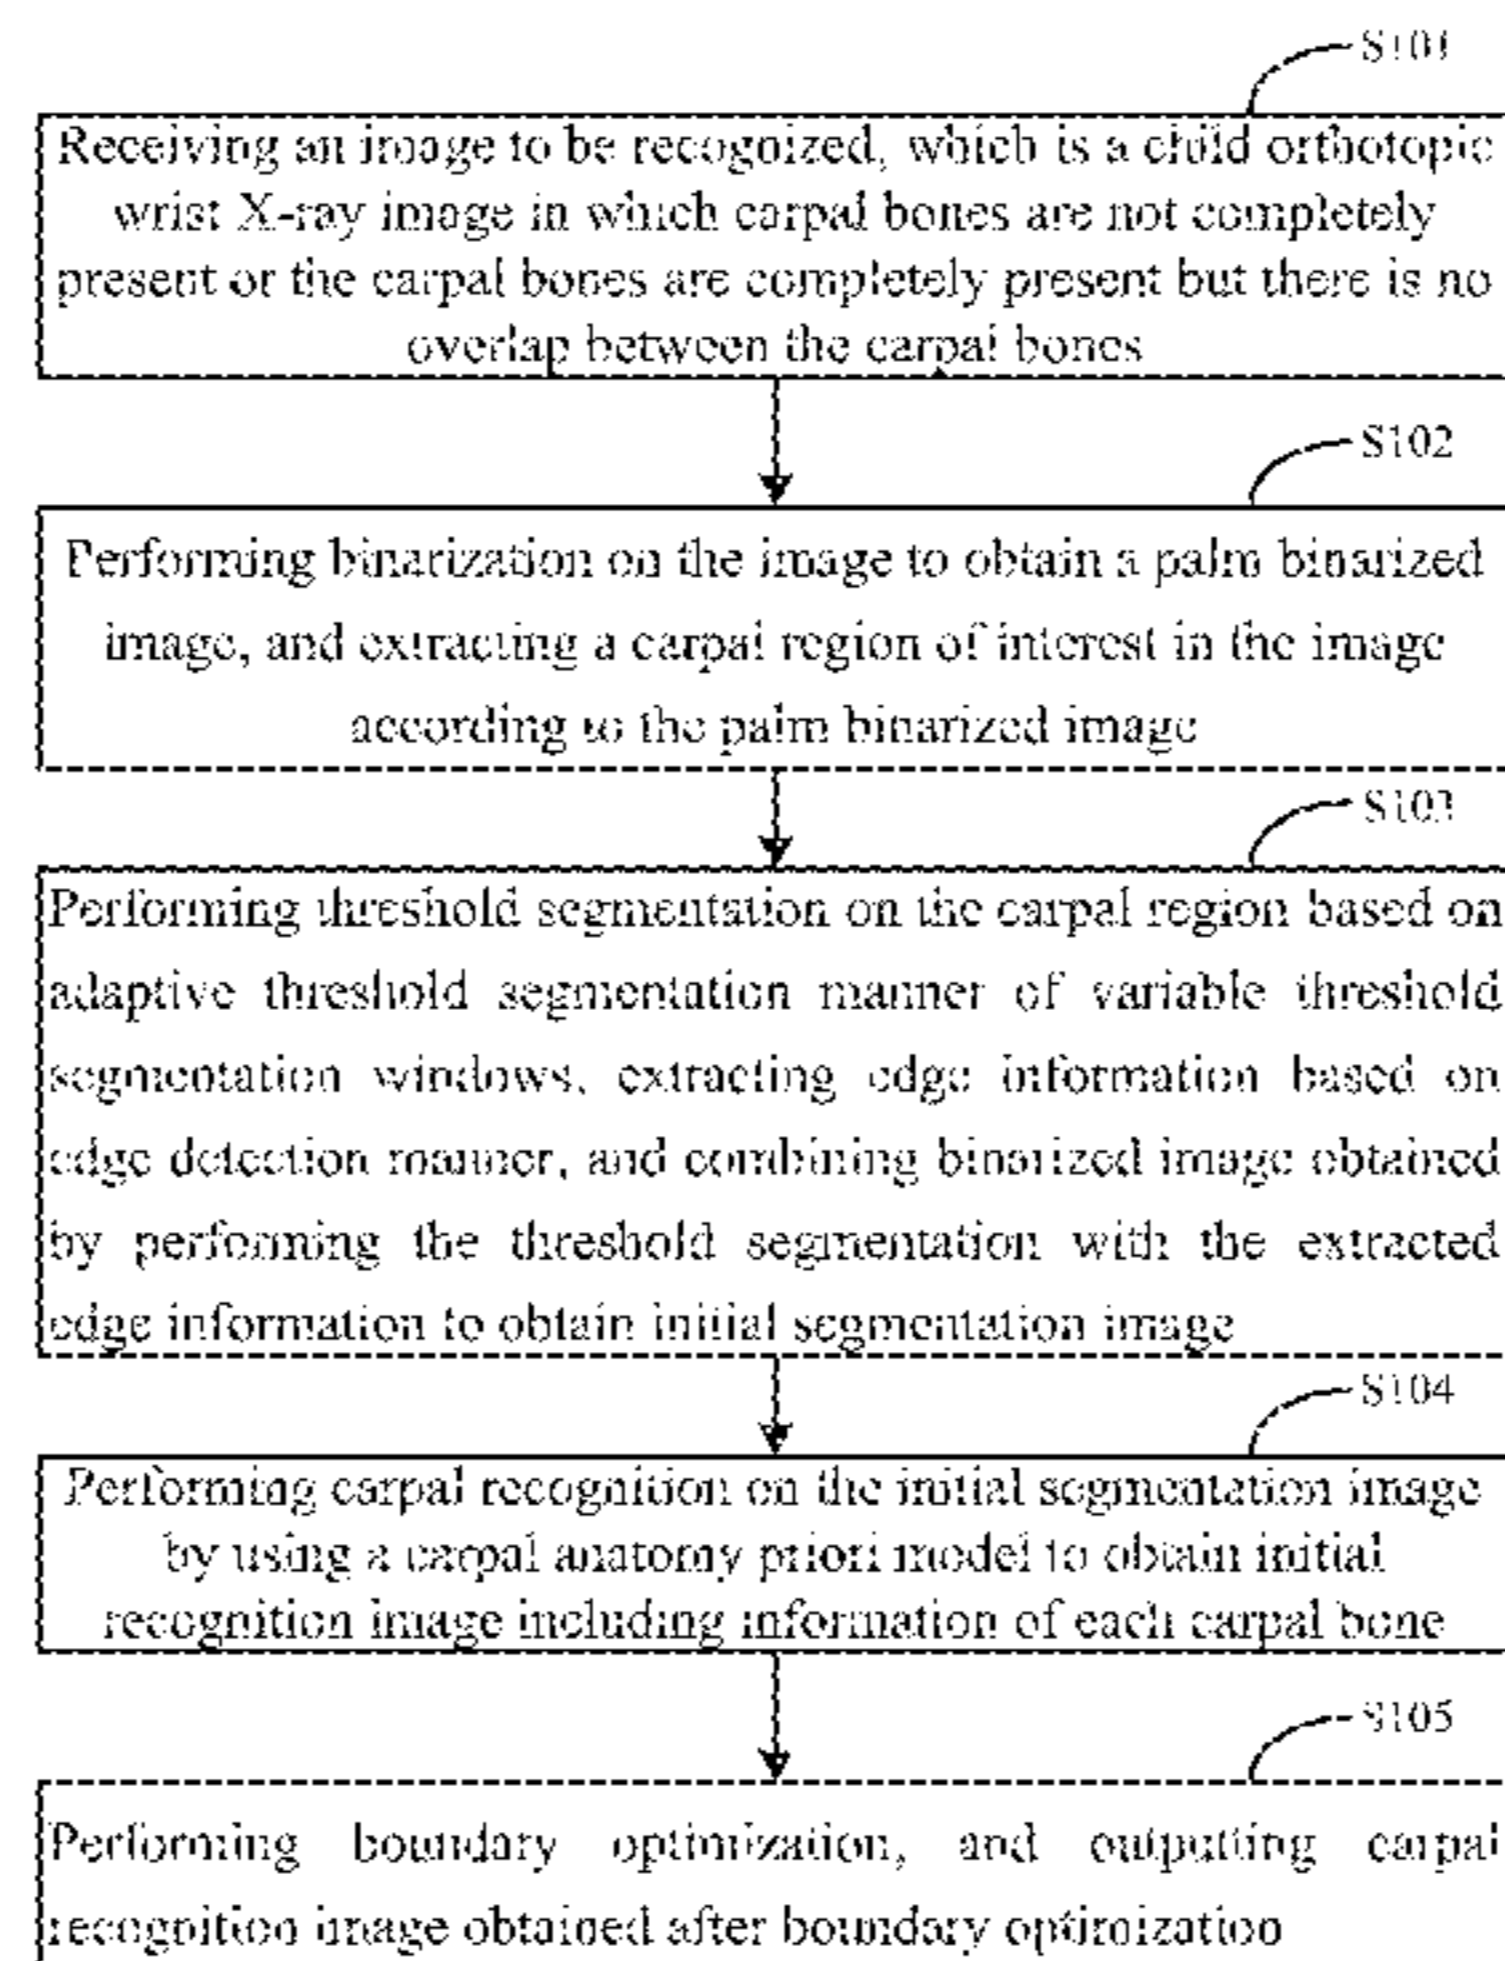 S101
Receiving an image to be recognized, which is a child orthotopic
wrist X-ray image in which carpal bones are not completely
present or the carpal bones are completely present but there is no
overlap between the carpal bones
S102
Performing binarization on the image to obtain a palm binarized
image, and extracting a carpal region of interest in the image
according to the palm binarized image
S103
Performing threshold segmentation on the carpal region based on
adaptive threshold segmentation manner of variable threshold
segmentation windows, extracting edge information based on
edge detection manner, and combining binarized image obtained
by performing the threshold segmentation with the extracted
edge information to obtain initial segmentation image
S104
Performing carpal recognition on the initial segmentation image
by using a carpal anatomy priori model to obtain initial
recognition image including information of each carpal bone
S105
Performing boundary optimization, and outputting carpal
recognition image obtained after boundary optimization